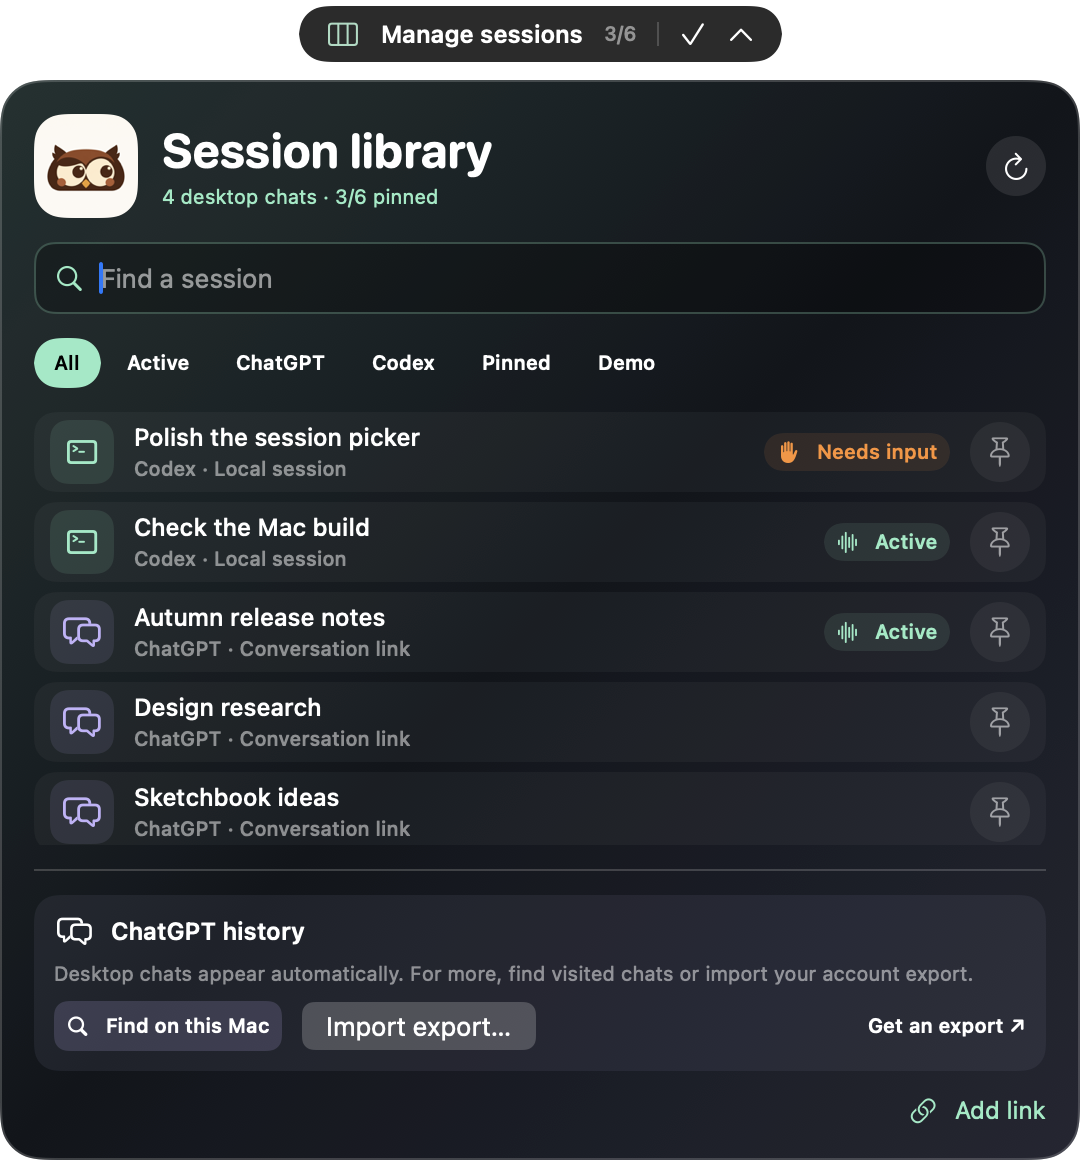 Manage sessions 3/6
Session library
4 desktop chats · 3/6 pinned
Find a session
All Active ChatGPT Codex Pinned Demo
Polish the session picker
Codex · Local session
Needs input
Check the Mac build
Codex · Local session
Active
Autumn release notes
ChatGPT · Conversation link
Active
Design research
ChatGPT · Conversation link
Sketchbook ideas
ChatGPT · Conversation link
ChatGPT history
Desktop chats appear automatically. For more, find visited chats or import your account export.
Find on this Mac Import export... Get an export
Add link